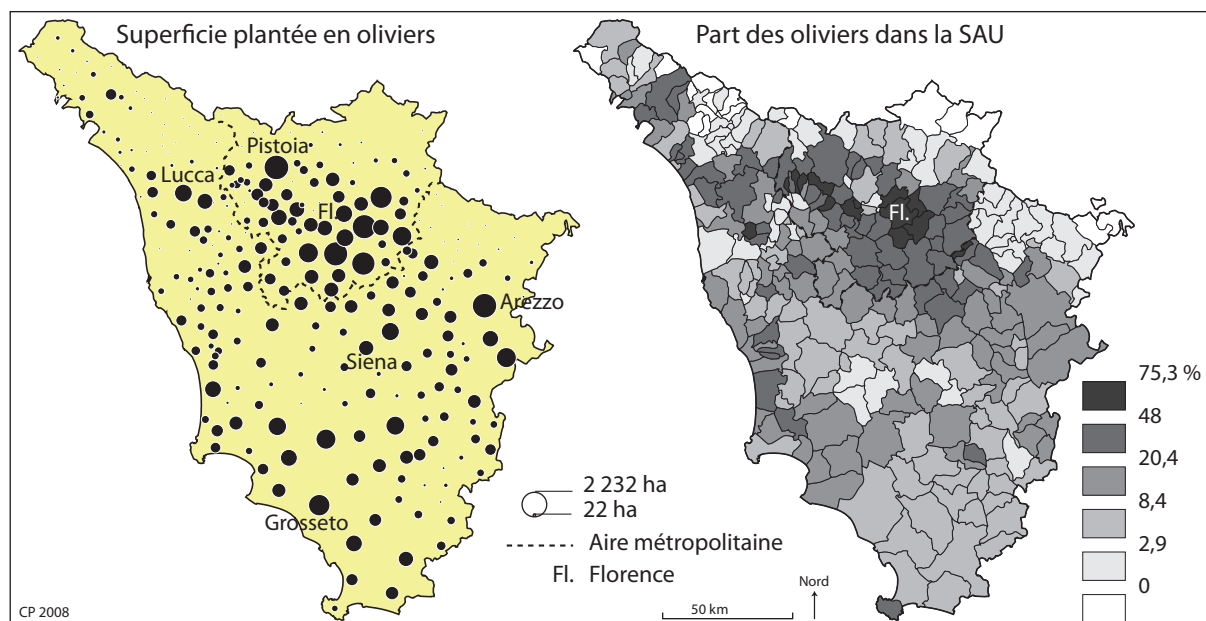 Superficie plantée en oliviers
Part des oliviers dans la SAU
Pistoia
Lucca
Fl.
Arezzo
Siena
Grosseto
Fl.
2 232 ha
22 ha
Aire métropolitaine
Fl. Florence
75,3 %
48
20,4
8,4
2,9
0
Nord
50 km
CP 2008